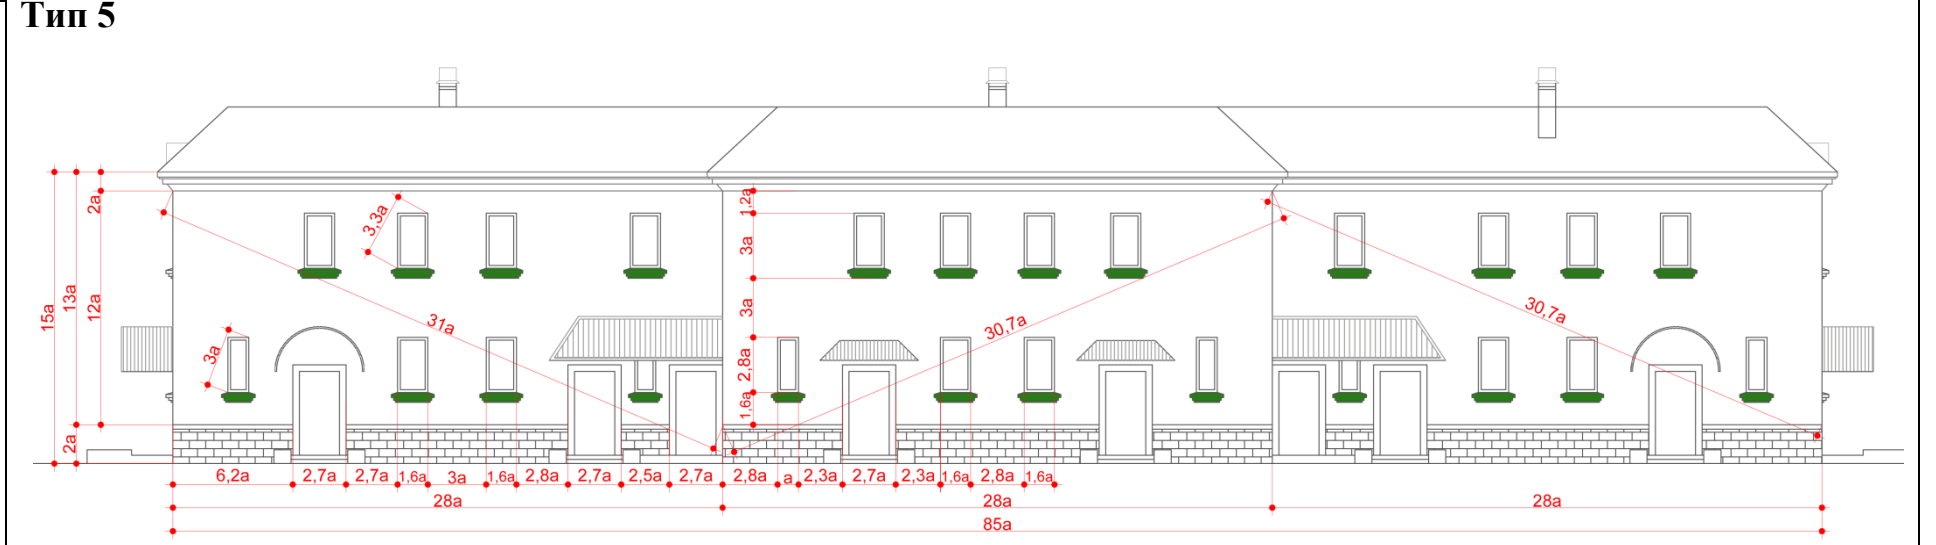 Тип 5
2a
1,2a
3,3a
3a
15a
13a
12a
31a
3a
30,7a
30,7a
3a
2,8a
1,6a
2a
6,2a 2,7a 2,7a 1,6a 3a 1,6a 2,8a 2,7a 2,5a 2,7a 2,8a a 2,3a 2,7a 2,3a 1,6a 2,8a 1,6a
28a 28a 28a
85a
3a